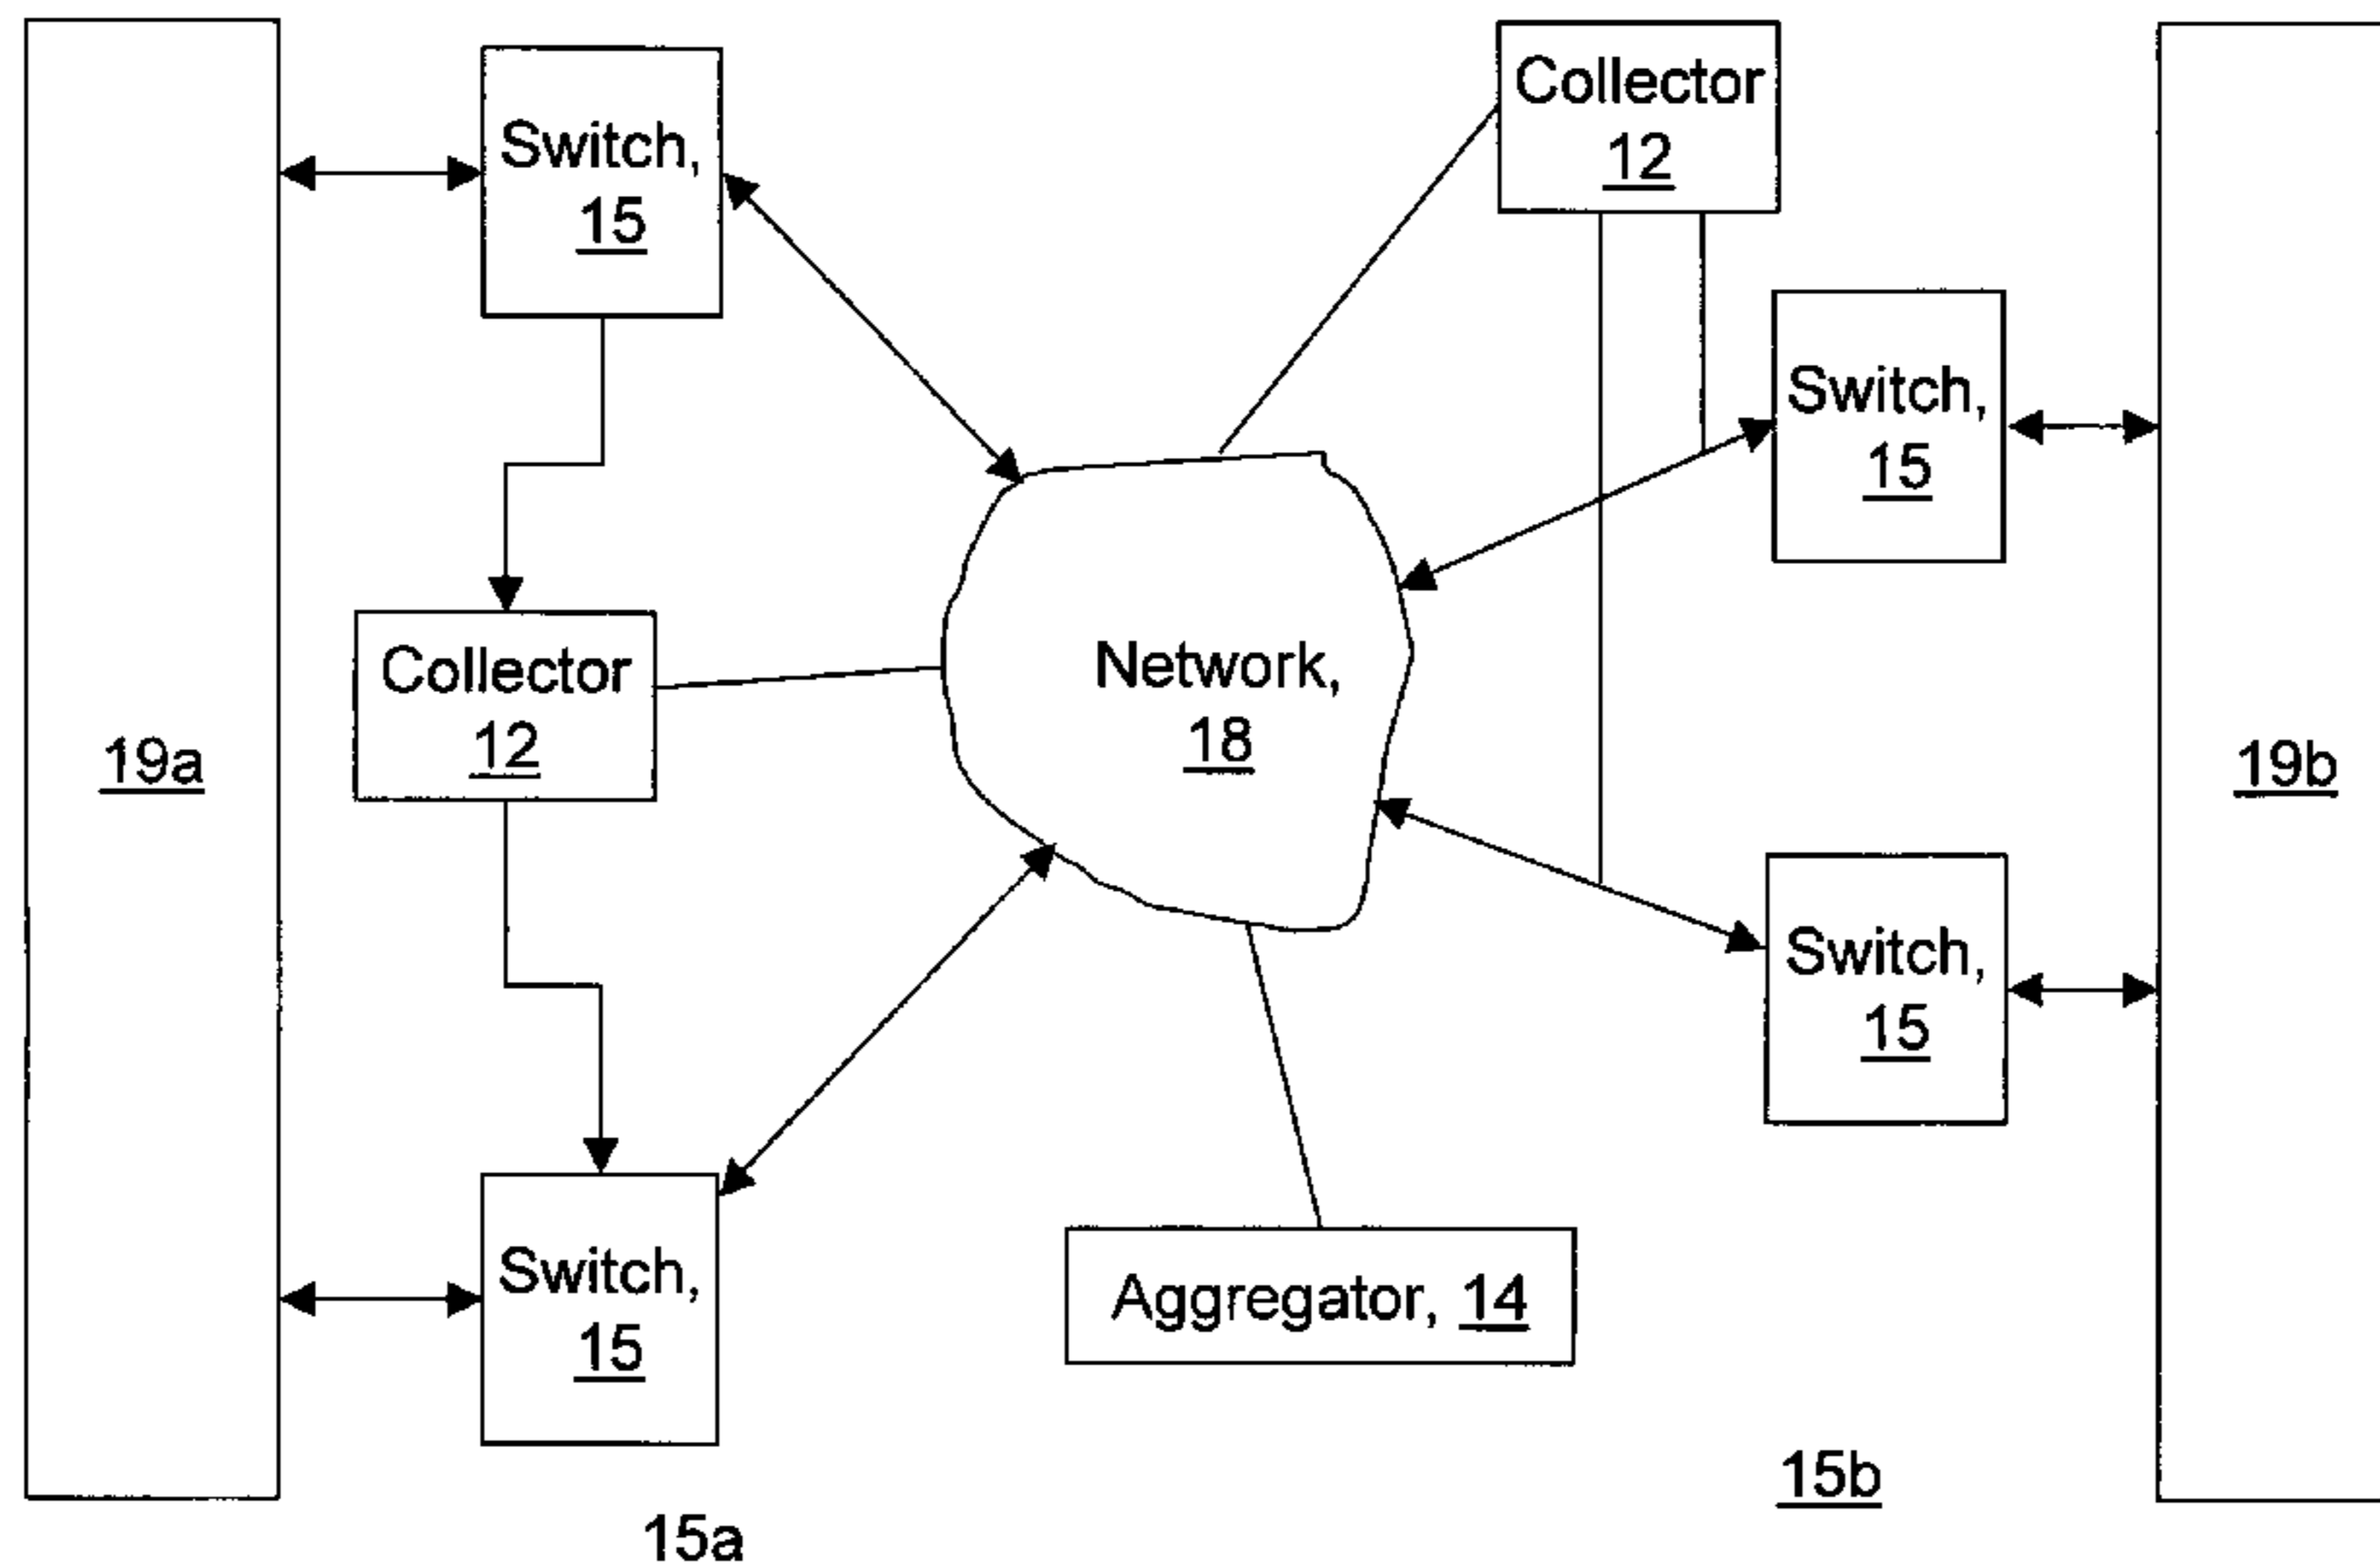 Switch,
15
Collector
12
Switch,
15
Collector
12
Network,
18
19a
19b
Switch,
15
Switch,
15
Aggregator, 14
15b
15a